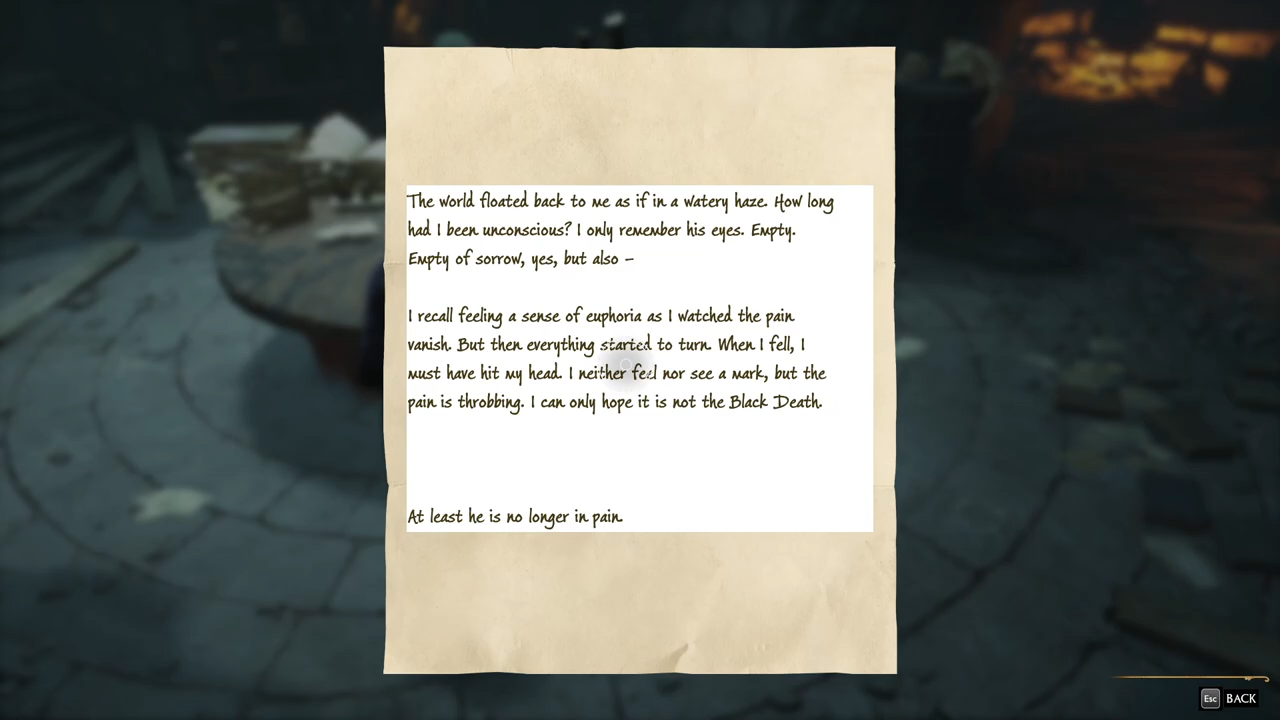 The world floated back to me as if in a watery haze. How long
had I been unconscious? I only remember his eyes. Empty.
Empty of sorrow, yes, but also –
I recall feeling a sense of euphoria as I watched the pain
vanish. But then everything started to turn. When I fell, I
must have hit my head. I neither feel nor see a mark, but the
pain is throbbing. I can only hope it is not the Black Death.
At least he is no longer in pain.
Esc BACK